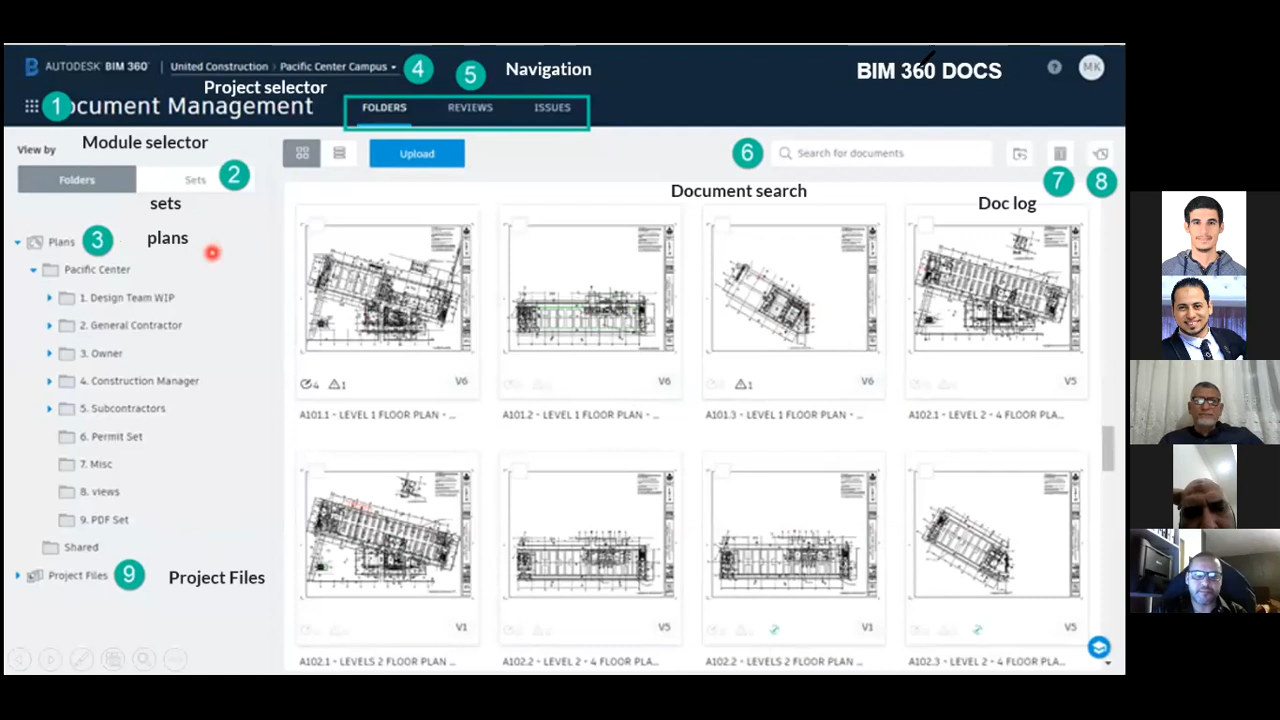 AUTODESK BIM 360 | United Construction > Pacific Center Campus
4
5
Navigation
BIM 360 DOCS
?
MK
Project selector
1
ocument Management
FOLDERS
REVIEWS
ISSUES
Module selector
View by
Folders
Sets
2
Upload
6
Search for documents
7
8
sets
Document search
Doc log
Plans
3
plans
Pacific Center
1. Design Team WIP
2. General Contractor
3. Owner
4. Construction Manager
5. Subcontractors
6. Permit Set
7. Misc
8. views
9. PDF Set
Shared
Project Files
9
Project Files
4
1
V6
V6
1
V6
V5
A101.1 - LEVEL 1 FLOOR PLAN - ...
A101.2 - LEVEL 1 FLOOR PLAN - ...
A101.3 - LEVEL 1 FLOOR PLAN - ...
A102.1 - LEVEL 2 - 4 FLOOR PLA...
V1
V5
V1
V5
A102.1 - LEVELS 2 FLOOR PLAN ...
A102.2 - LEVEL 2 - 4 FLOOR PLA...
A102.2 - LEVELS 2 FLOOR PLAN ...
A102.3 - LEVEL 2 - 4 FLOOR PLA...